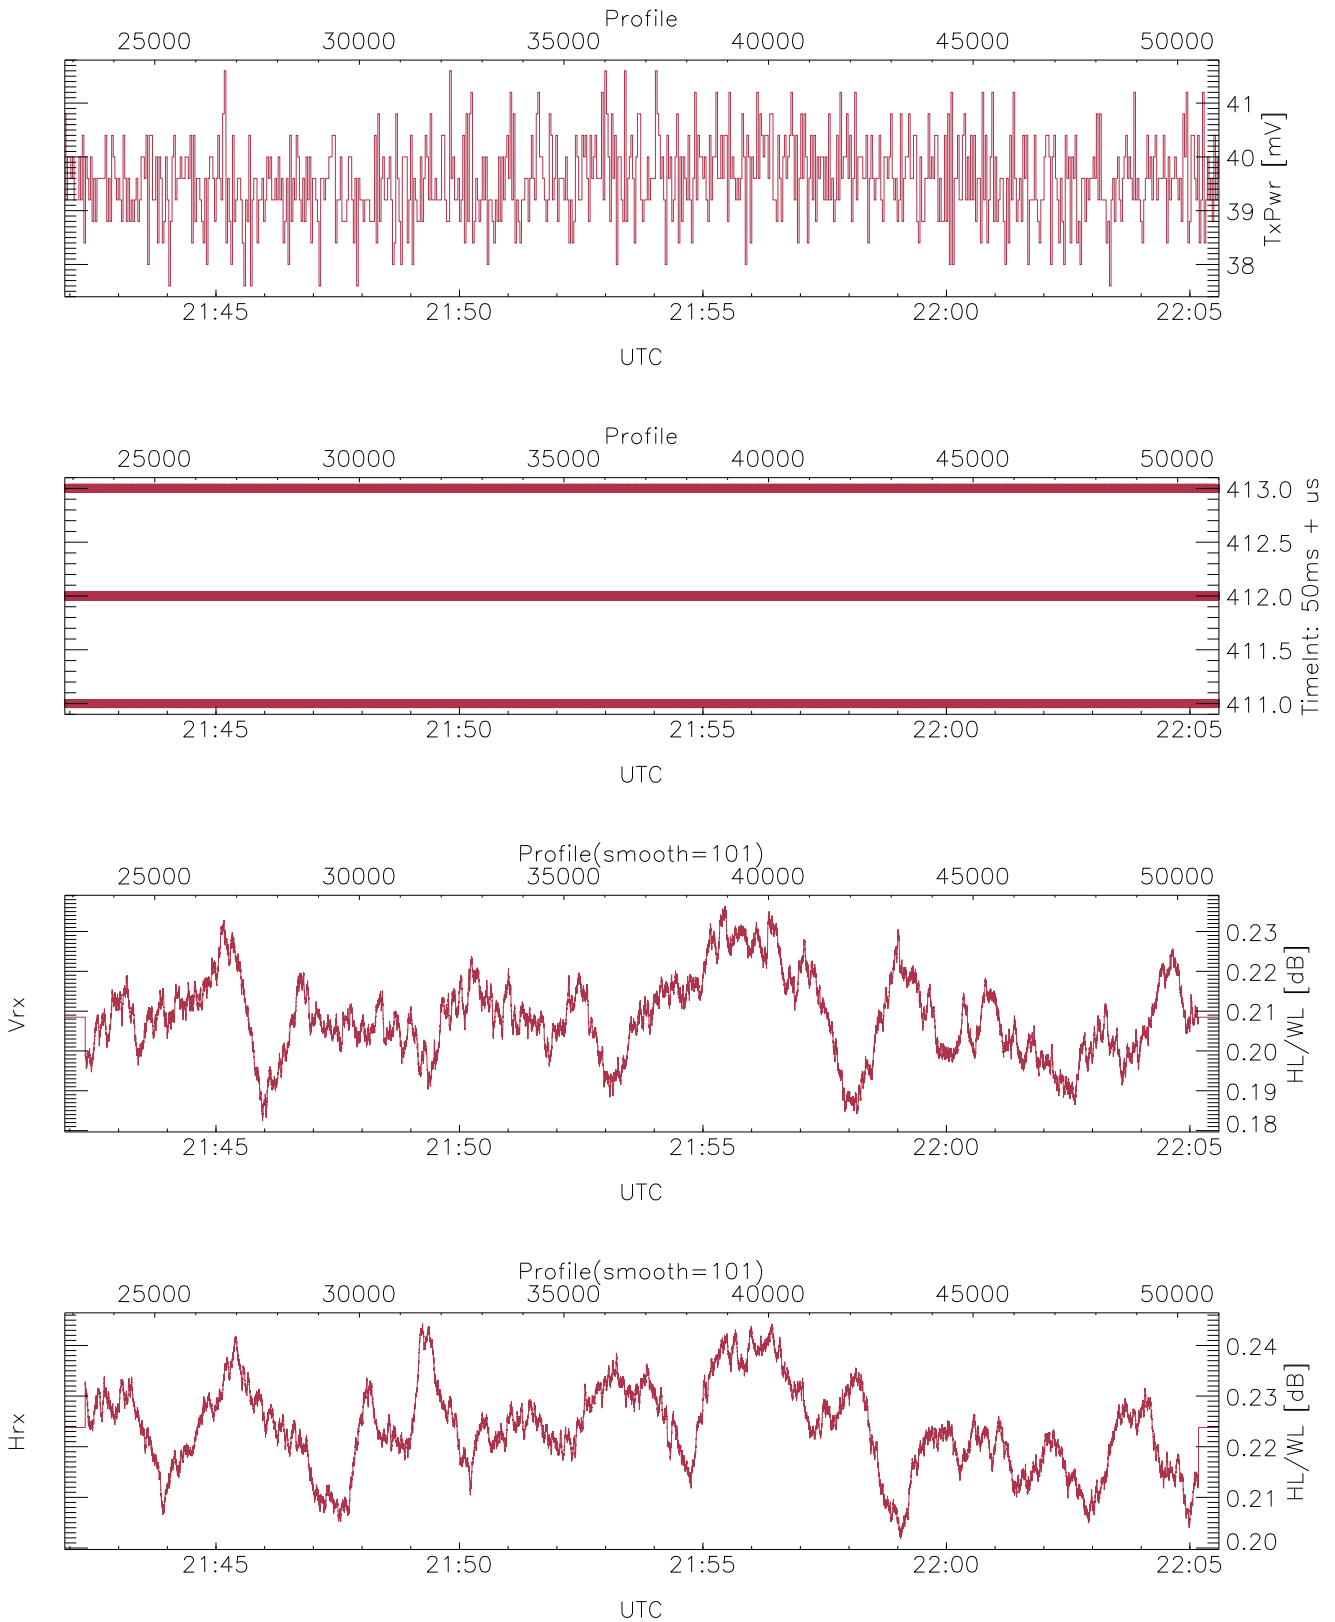 Profile
25000 30000 35000 40000 45000 50000
41
40
39
38
TxPwr [mV]
21:45 21:50 21:55 22:00 22:05
UTC
Profile
25000 30000 35000 40000 45000 50000
413.0
412.5
412.0
411.5
411.0
TimeInt: 50ms + us
21:45 21:50 21:55 22:00 22:05
UTC
Profile(smooth=101)
25000 30000 35000 40000 45000 50000
Vrx
0.23
0.22
0.21
0.20
0.19
0.18
HL/WL [dB]
21:45 21:50 21:55 22:00 22:05
UTC
Profile(smooth=101)
25000 30000 35000 40000 45000 50000
Hrx
0.24
0.23
0.22
0.21
0.20
HL/WL [dB]
21:45 21:50 21:55 22:00 22:05
UTC